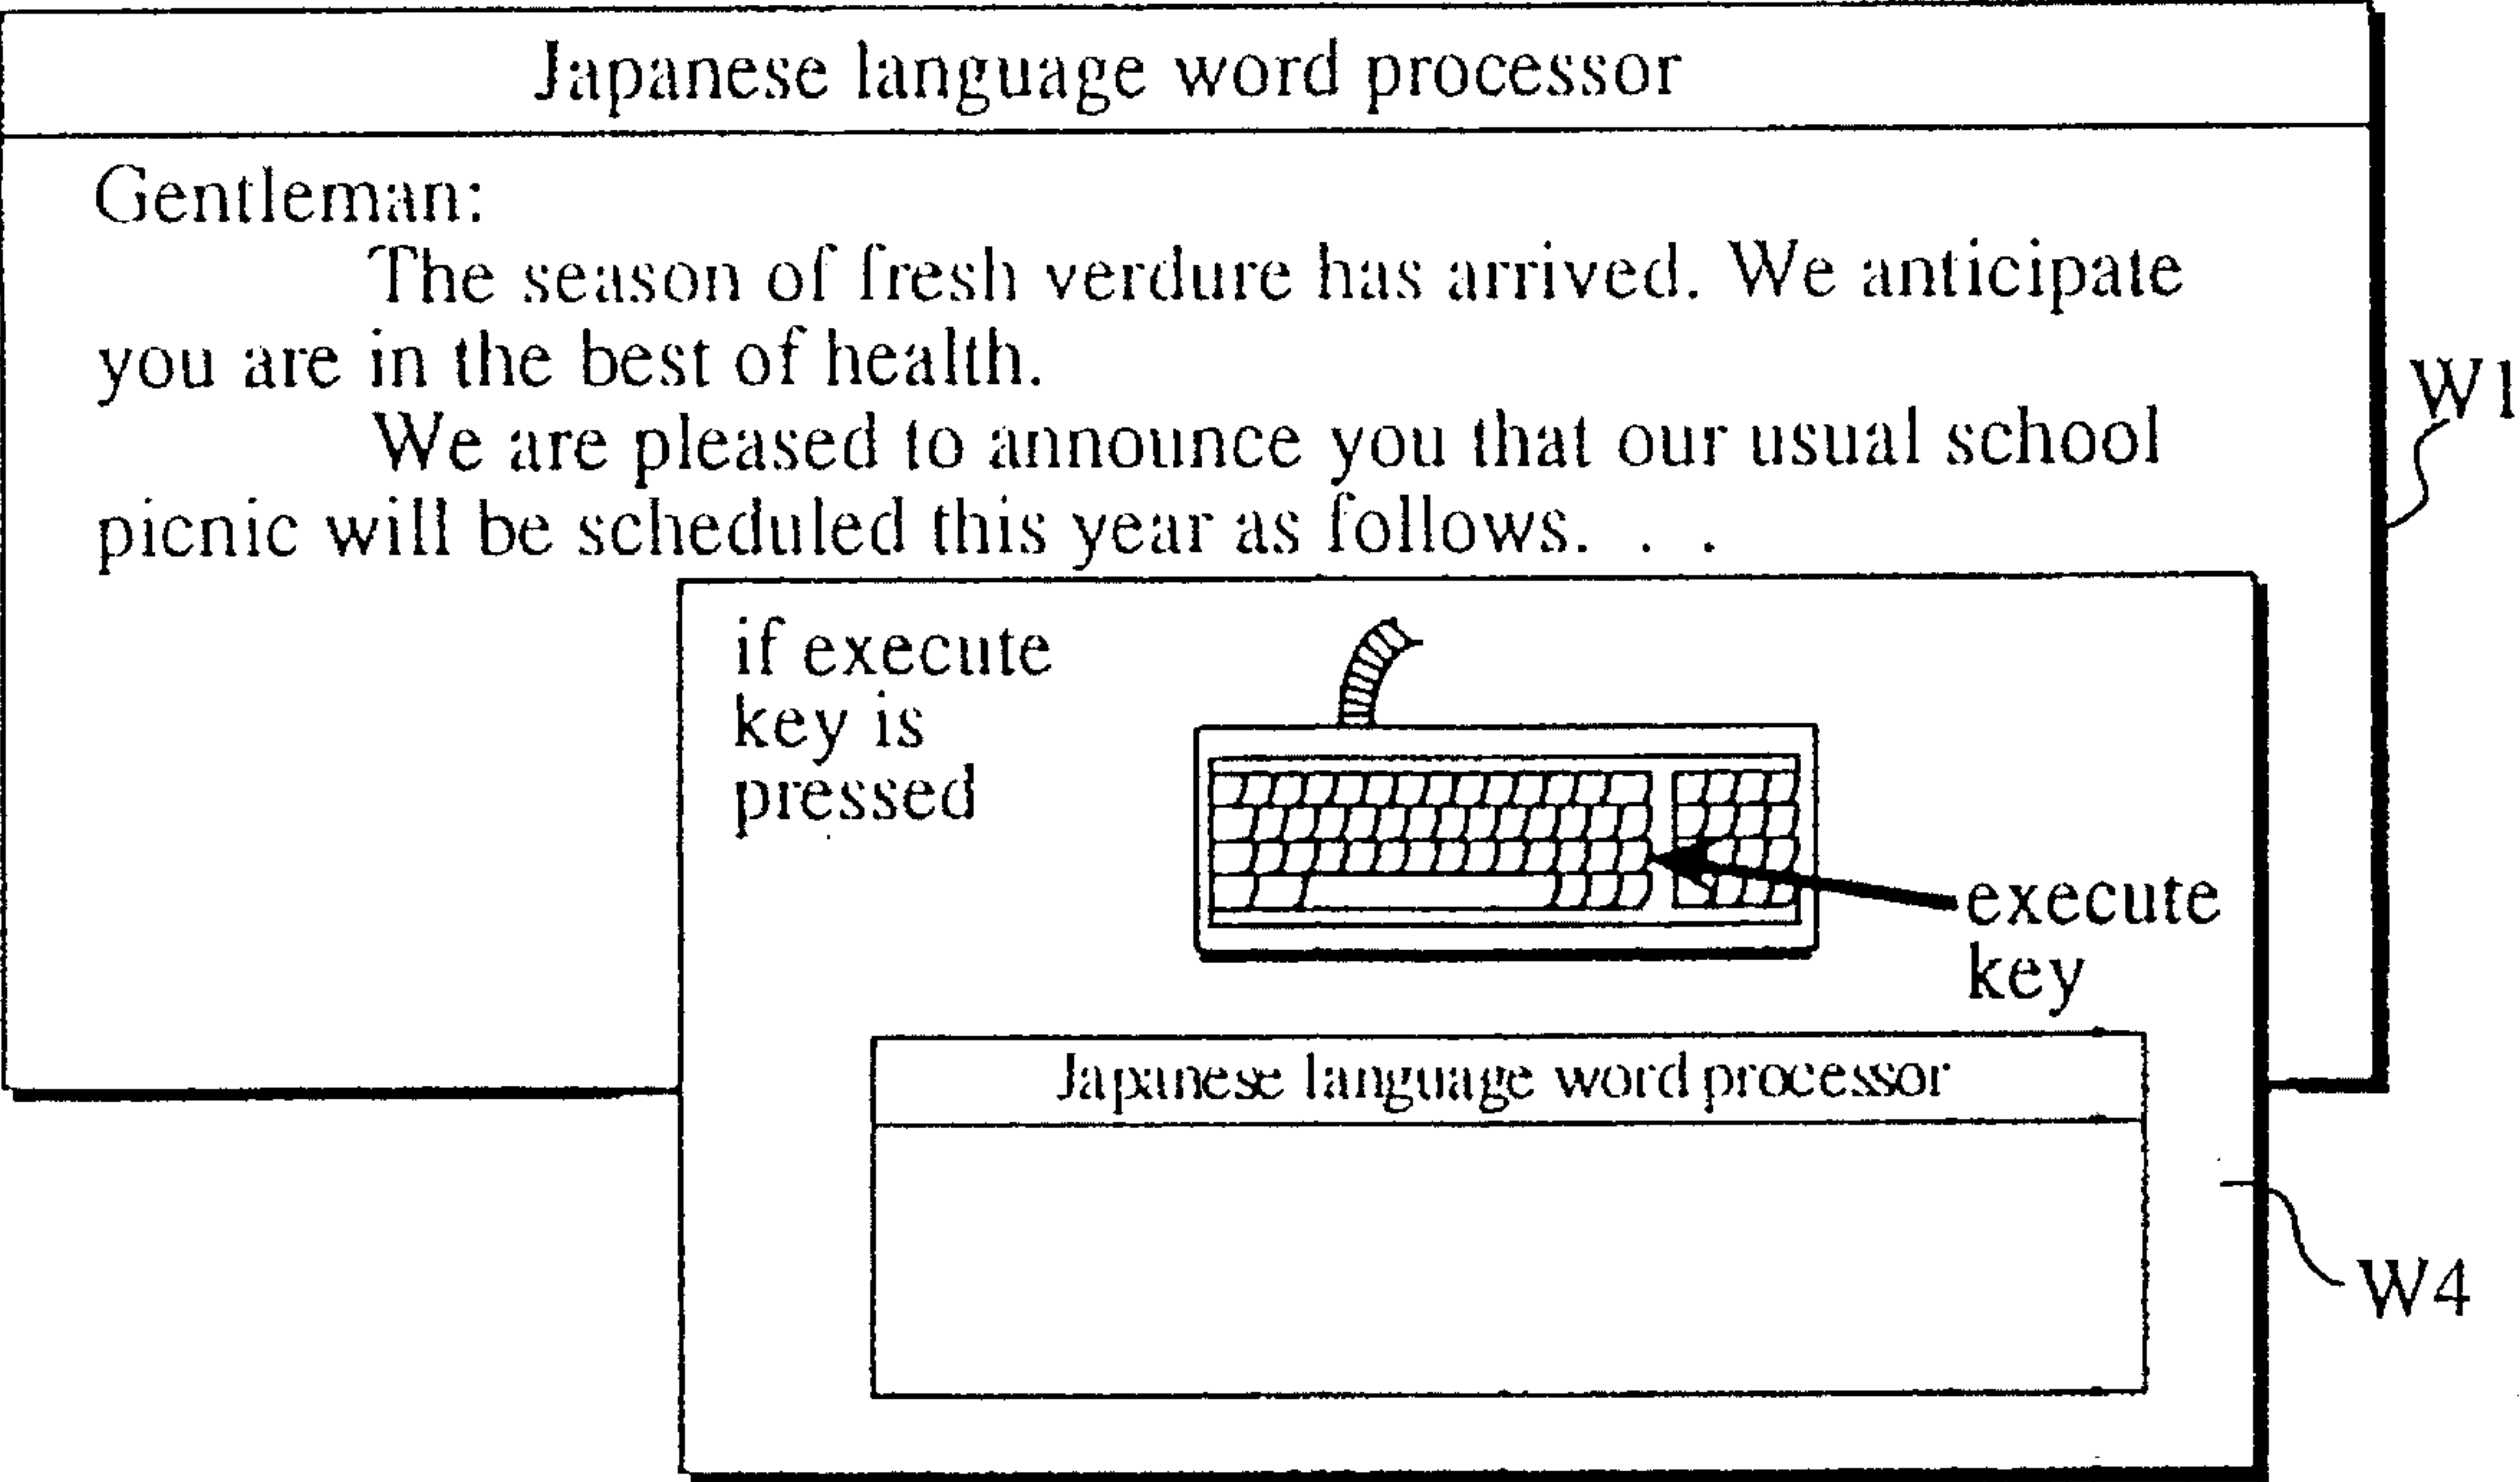 Japanese language word processor
Gentleman:
The season of fresh verdure has arrived. We anticipate
you are in the best of health.
We are pleased to announce you that our usual school
picnic will be scheduled this year as follows. . .
W1
if execute
key is
pressed
execute
key
Japanese language word processor
W4